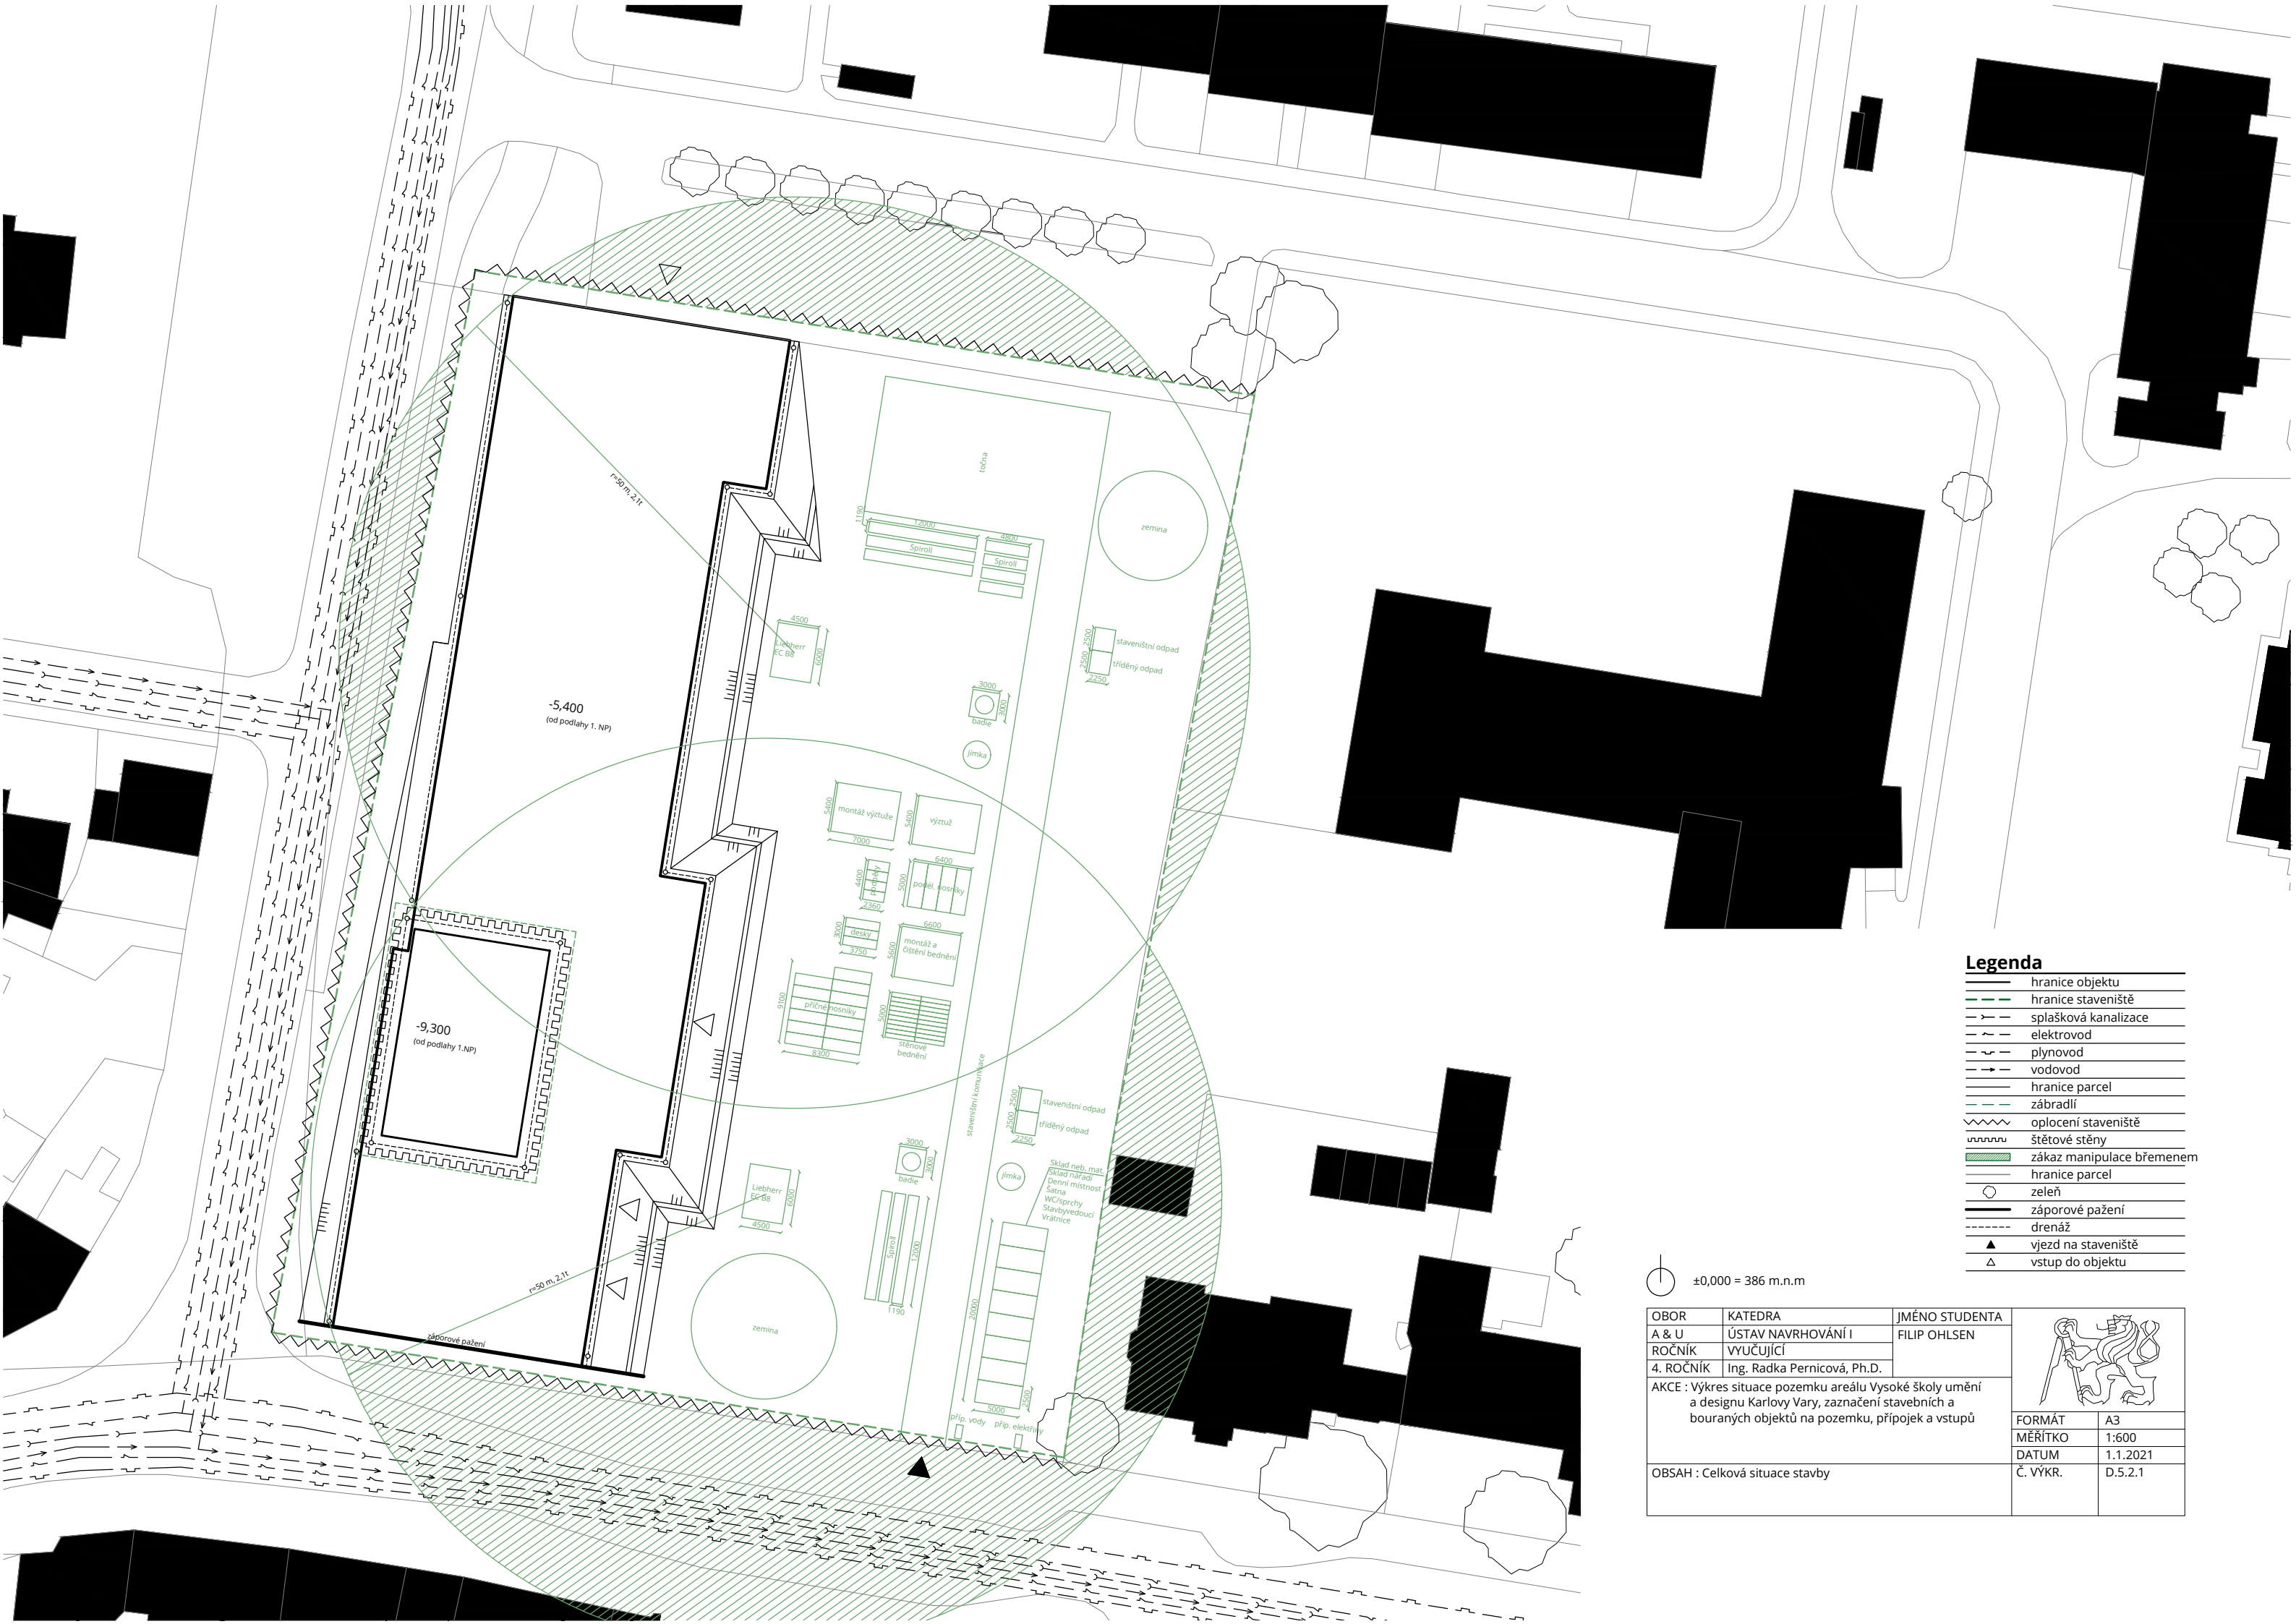 r=50 m, 2,1t
točna
1190
12000
4800
Spiroll
Spiroll
zemina
4500
Liebherr
EC B8
6000
2500
staveništní odpad
2500
tříděný odpad
2250
-5,400
(od podlahy 1. NP)
3000
3000
badie
jímka
5400
montáž výztuže
7000
5400
výztuž
4400
podpěry
2360
6400
5000
poděl. nosníky
3000
desky
3750
6600
5600
montáž a
čištění bednění
9100
příčné nosníky
8300
5000
stěnové
bednění
-9,300
(od podlahy 1.NP)
staveništní komunikace
2500
staveništní odpad
2500
tříděný odpad
2250
3000
3000
badie
jímka
Sklad neb. mat.
Sklad nářadí
Denní místnost
Šatna
WC/sprchy
Stavbyvedoucí
Vrátnice
Liebherr
EC B8
6000
4500
Spiroll
12000
1190
r=50 m, 2,1t
zemina
záporové pažení
20000
2500
5000
příp. vody
příp. elektřiny
Legenda
hranice objektu
hranice staveniště
splašková kanalizace
elektrovod
plynovod
vodovod
hranice parcel
zábradlí
oplocení staveniště
štětové stěny
zákaz manipulace břemenem
hranice parcel
zeleň
záporové pažení
drenáž
vjezd na staveniště
vstup do objektu
±0,000 = 386 m.n.m
OBOR
KATEDRA
JMÉNO STUDENTA
A & U
ÚSTAV NAVRHOVÁNÍ I
FILIP OHLSEN
ROČNÍK
VYUČUJÍCÍ
4. ROČNÍK
Ing. Radka Pernicová, Ph.D.
AKCE : Výkres situace pozemku areálu Vysoké školy umění
a designu Karlovy Vary, zaznačení stavebních a
bouraných objektů na pozemku, přípojek a vstupů
FORMÁT
A3
MĚŘÍTKO
1:600
DATUM
1.1.2021
OBSAH : Celková situace stavby
Č. VÝKR.
D.5.2.1